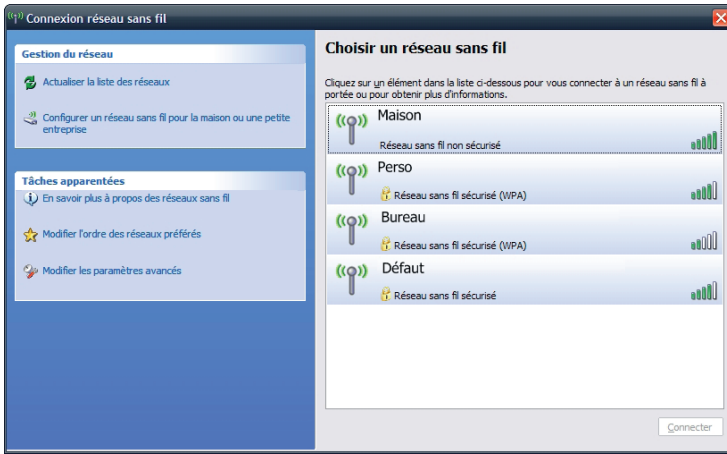 Connexion réseau sans fil
Gestion du réseau
Actualiser la liste des réseaux
Configurer un réseau sans fil pour la maison ou une petite
entreprise
Tâches apparentées
En savoir plus à propos des réseaux sans fil
Modifier l'ordre des réseaux préférés
Modifier les paramètres avancés
Choisir un réseau sans fil
Cliquez sur un élément dans la liste ci-dessous pour vous connecter à un réseau sans fil à
portée ou pour obtenir plus d'informations.
Maison
Réseau sans fil non sécurisé
Perso
Réseau sans fil sécurisé (WPA)
Bureau
Réseau sans fil sécurisé (WPA)
Défaut
Réseau sans fil sécurisé
Connecter